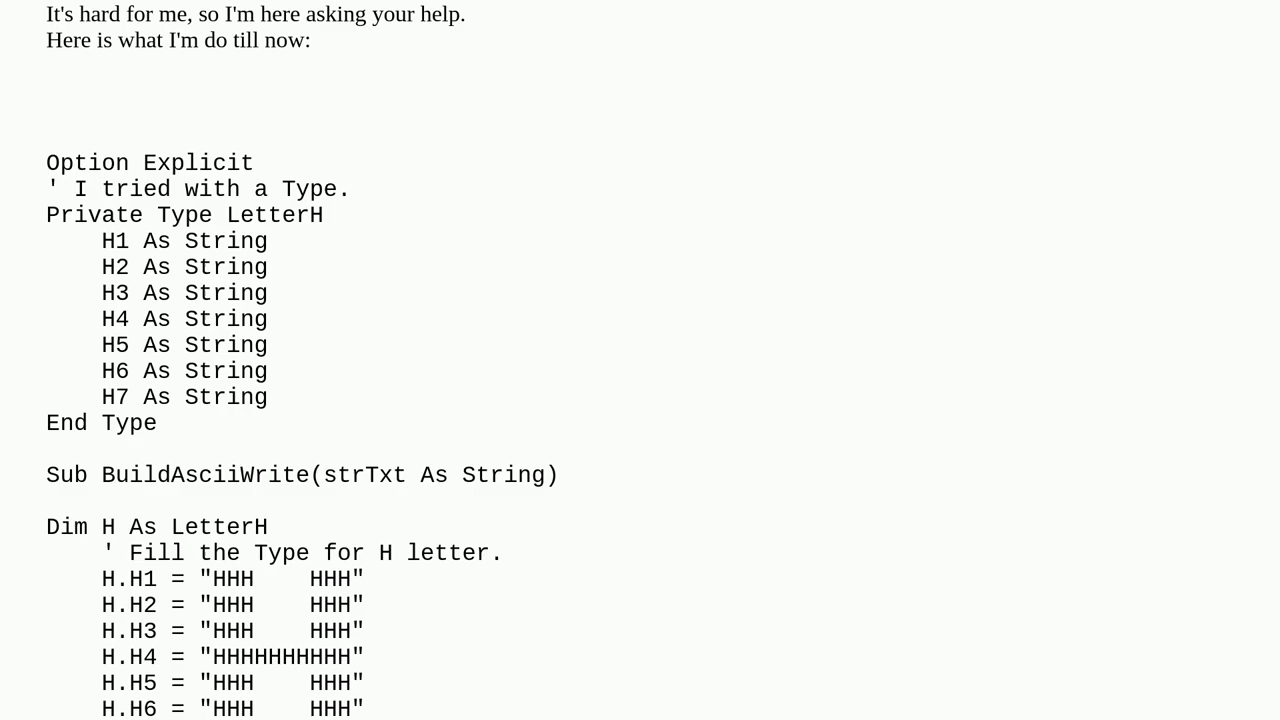 It's hard for me, so I'm here asking your help.
Here is what I'm do till now:
Option Explicit
' I tried with a Type.
Private Type LetterH
    H1 As String
    H2 As String
    H3 As String
    H4 As String
    H5 As String
    H6 As String
    H7 As String
End Type
Sub BuildAsciiWrite(strTxt As String)
Dim H As LetterH
    ' Fill the Type for H letter.
    H.H1 = "HHH    HHH"
    H.H2 = "HHH    HHH"
    H.H3 = "HHH    HHH"
    H.H4 = "HHHHHHHHHH"
    H.H5 = "HHH    HHH"
    H.H6 = "HHH    HHH"